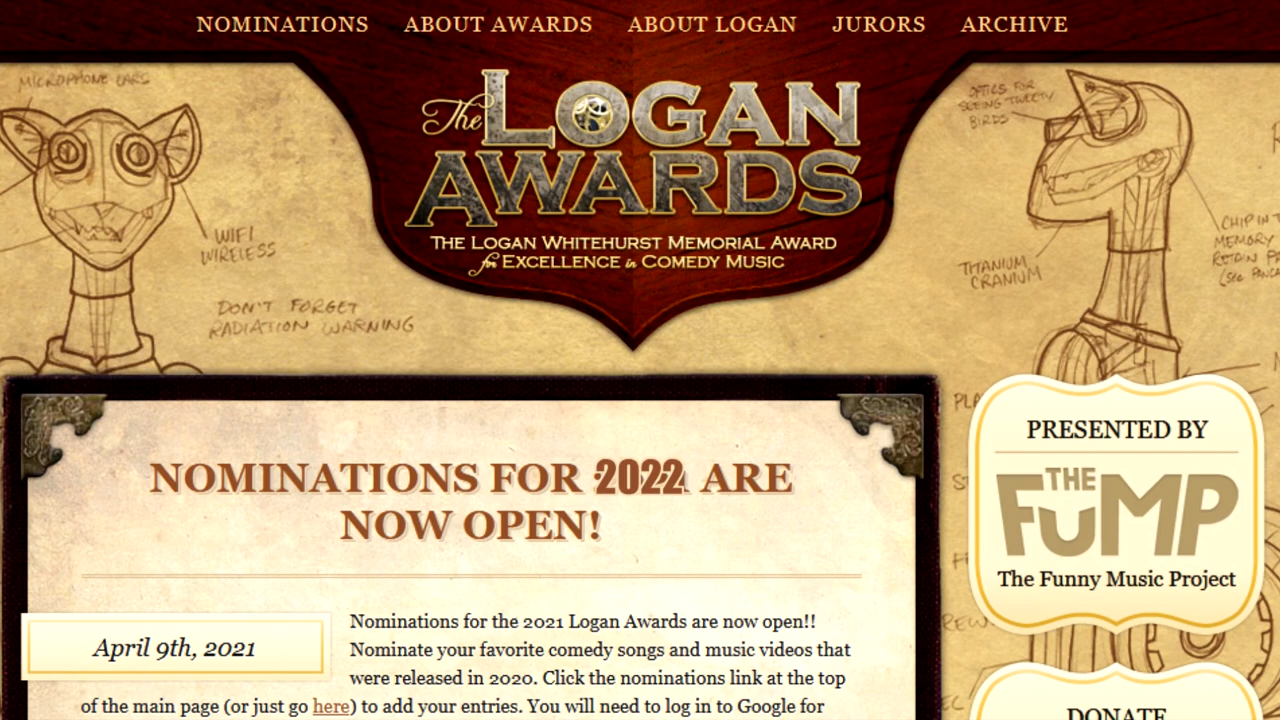 NOMINATIONS ABOUT AWARDS ABOUT LOGAN JURORS ARCHIVE
MICROPHONE EARS
The LOGAN
AWARDS
THE LOGAN WHITEHURST MEMORIAL AWARD
for EXCELLENCE in COMEDY MUSIC
WIFI
WIRELESS
DON'T FORGET
RADIATION WARNING
OPTICS FOR
SEEING TWEETY
BIRDS
TITANIUM
CRANIUM
CHIP IN
MEMORY
RETAIN
NOMINATIONS FOR 2022 ARE
NOW OPEN!
April 9th, 2021
Nominations for the 2021 Logan Awards are now open!!
Nominate your favorite comedy songs and music videos that
were released in 2020. Click the nominations link at the top
of the main page (or just go here) to add your entries. You will need to log in to Google for
PRESENTED BY
THE
FuMP
The Funny Music Project
DONATE